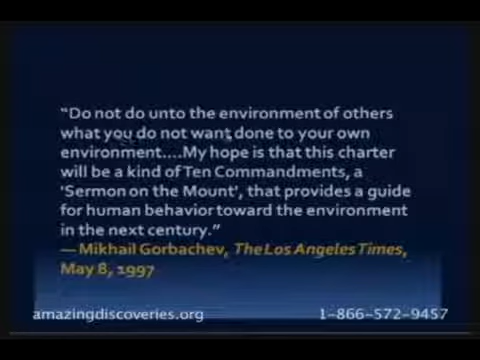 “Do not do unto the environment of others
what you do not want done to your own
environment....My hope is that this charter
will be a kind of Ten Commandments, a
'Sermon on the Mount', that provides a guide
for human behavior toward the environment
in the next century.”
— Mikhail Gorbachev, The Los Angeles Times,
May 8, 1997
amazingdiscoveries.org 1-866-572-9457